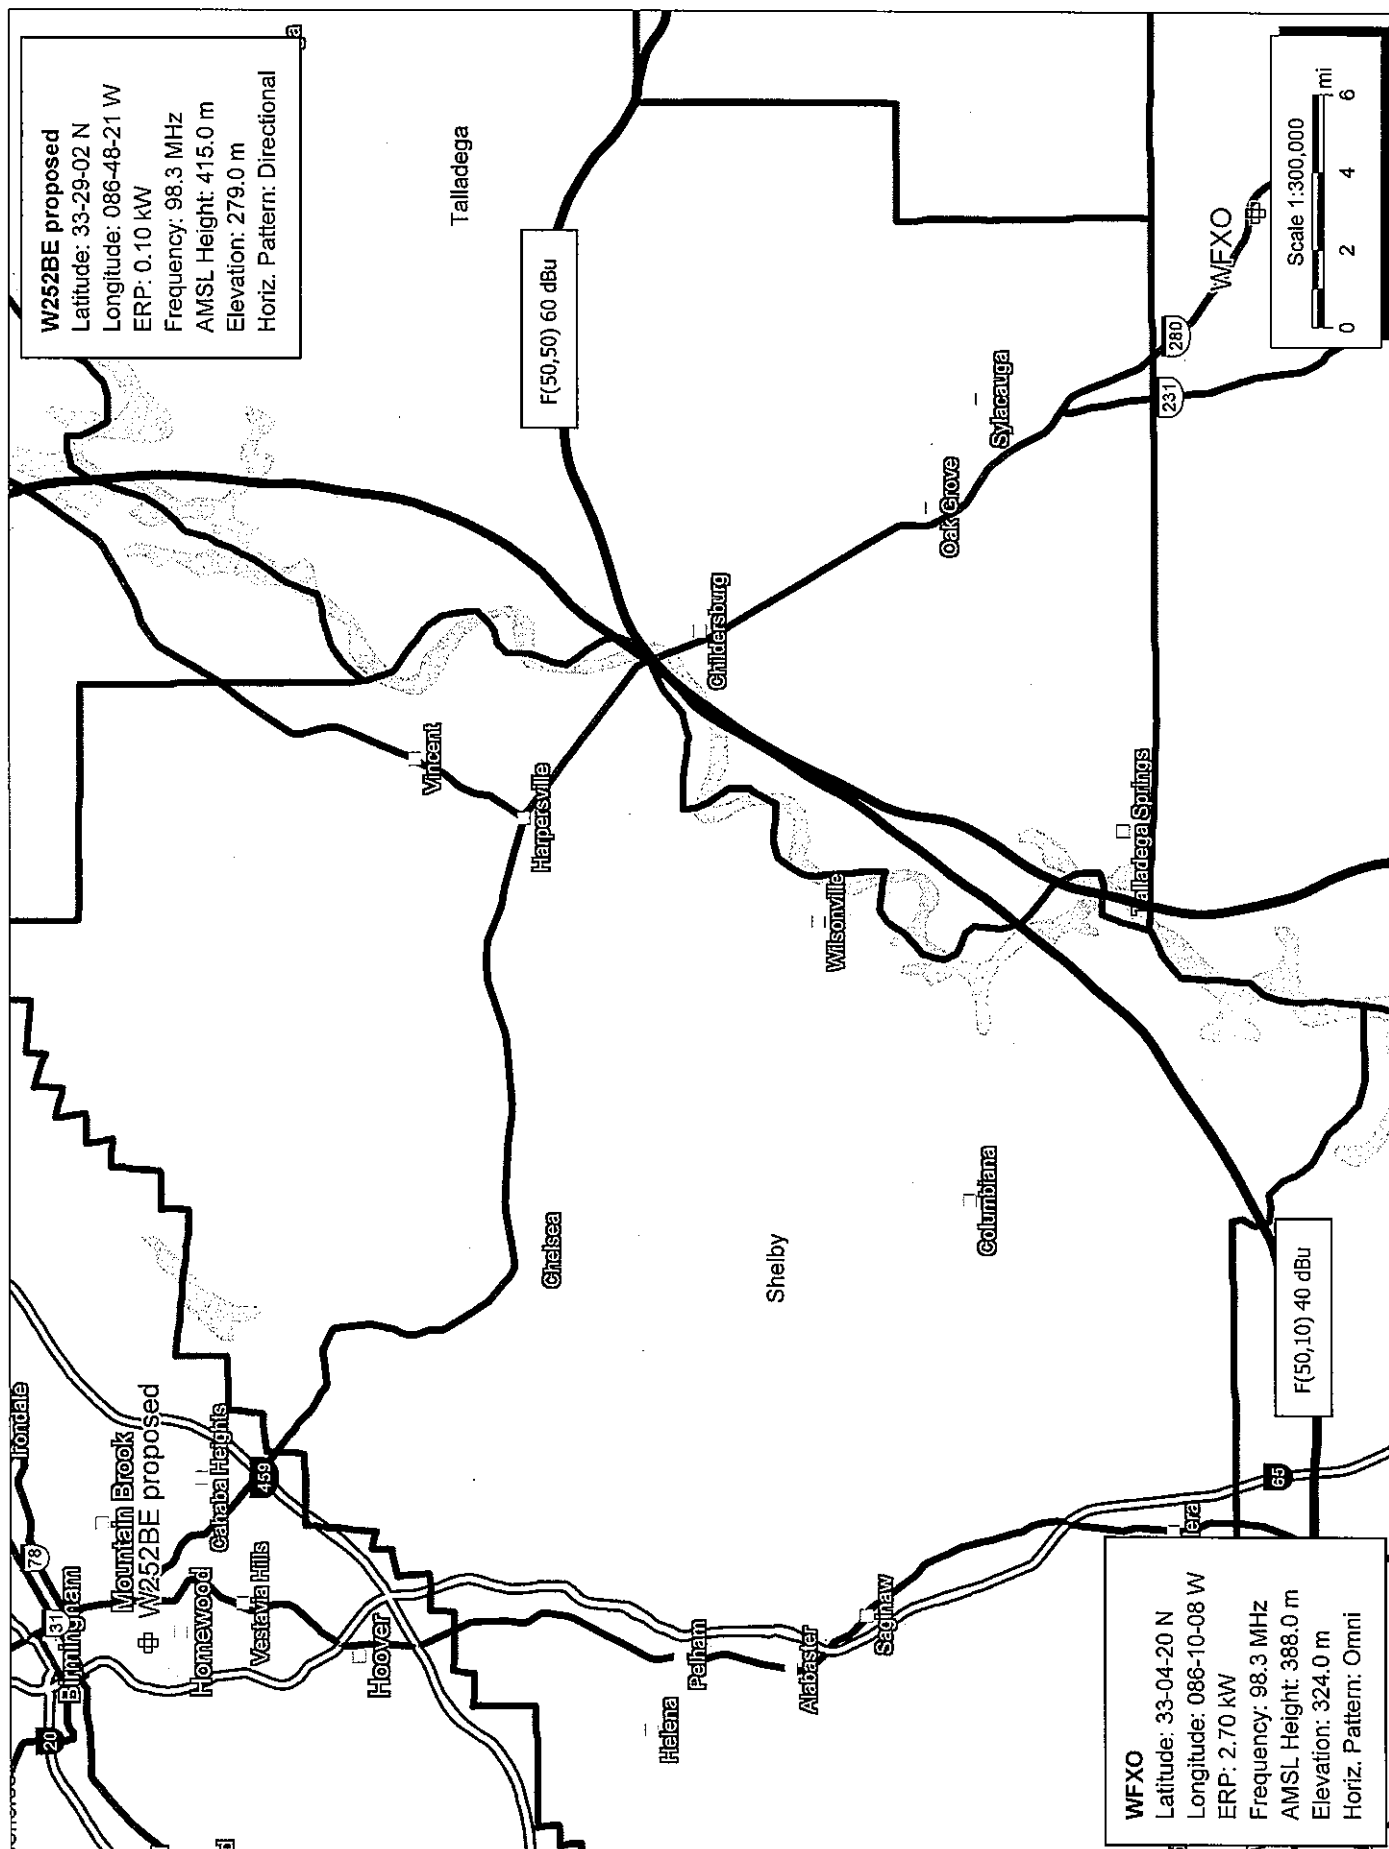 W252BE proposed
Latitude: 33-29-02 N
Longitude: 086-48-21 W
ERP: 0.10 kW
Frequency: 98.3 MHz
AMSL Height: 415.0 m
Elevation: 279.0 m
Horiz. Pattern: Directional
Talladega
F(50,50) 60 dBu
Irondale
78
31
Birmingham
20
Mountain Brook
W252BE proposed
Homewood
Cahaba Heights
459
Vestavia Hills
Hoover
Vincent
Harpersville
Chelsea
Childersburg
Pelham
Helena
Shelby
Alabaster
Saginaw
Wilsonville
Oak Grove
Sylacauga
Columbiana
Talladega Springs
280
231
WFXO
65
F(50,10) 40 dBu
WFXO
Latitude: 33-04-20 N
Longitude: 086-10-08 W
ERP: 2.70 kW
Frequency: 98.3 MHz
AMSL Height: 388.0 m
Elevation: 324.0 m
Horiz. Pattern: Omni
Scale 1:300,000
0 2 4 6
mi